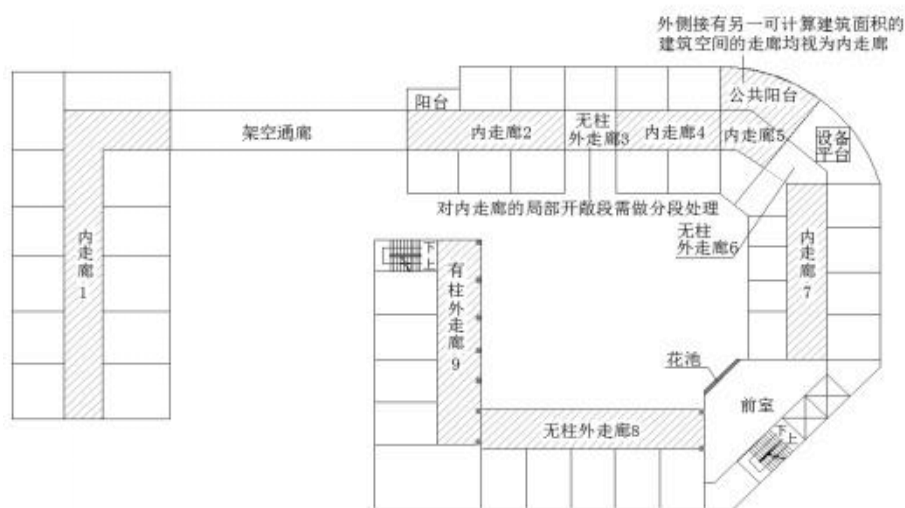 外侧接有另一可计算建筑面积的
建筑空间的走廊均视为内走廊
阳台
公共阳台
架空通廊
内走廊2
无柱
外走廊3
内走廊4
内走廊5
设备
平台
对内走廊的局部开敞段需做分段处理
无柱
外走廊6
内走廊1
下
上
有柱外走廊9
内走廊7
花池
前室
无柱外走廊8
下
上